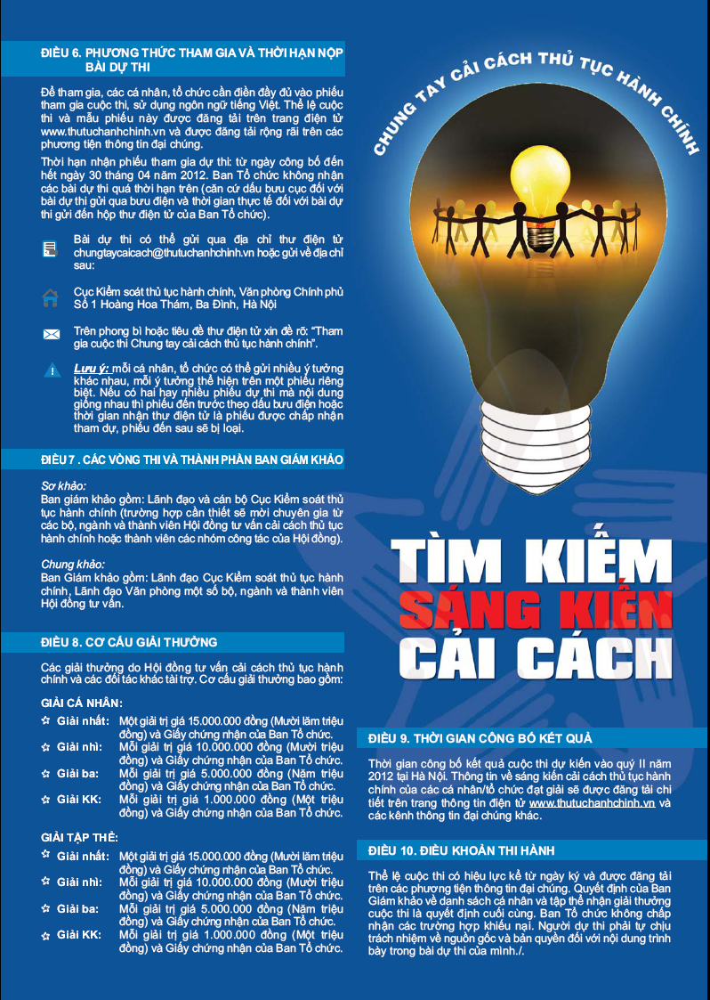 ĐIỀU 6. PHƯƠNG THỨC THAM GIA VÀ THỜI HẠN NỘP
BÀI DỰ THI
Để tham gia, các cá nhân, tổ chức cần điền đầy đủ vào phiếu
tham gia cuộc thi, sử dụng ngôn ngữ tiếng Việt. Thể lệ cuộc
thi và mẫu phiếu này được đăng tải trên trang điện tử
www.thutuchanhchinh.vn và được đăng tải rộng rãi trên các
phương tiện thông tin đại chúng.
Thời hạn nhận phiếu tham gia dự thi: từ ngày công bố đến
hết ngày 30 tháng 04 năm 2012. Ban Tổ chức không nhận
các bài dự thi quá thời hạn trên (căn cứ dấu bưu cục đối với
bài dự thi gửi qua bưu điện và thời gian thực tế đối với bài dự
thi gửi đến hộp thư điện tử của Ban Tổ chức).
Bài dự thi có thể gửi qua địa chỉ thư điện tử
chungtaycaicach@thutuchanhchinh.vn hoặc gửi về địa chỉ
sau:
Cục Kiểm soát thủ tục hành chính, Văn phòng Chính phủ
Số 1 Hoàng Hoa Thám, Ba Đình, Hà Nội
Trên phong bì hoặc tiêu đề thư điện tử xin đề rõ: “Tham
gia cuộc thi Chung tay cải cách thủ tục hành chính”.
Lưu ý: mỗi cá nhân, tổ chức có thể gửi nhiều ý tưởng
khác nhau, mỗi ý tưởng thể hiện trên một phiếu riêng
biệt. Nếu có hai hay nhiều phiếu dự thi mà nội dung
giống nhau thì phiếu đến trước theo dấu bưu điện hoặc
thời gian nhận thư điện tử là phiếu được chấp nhận
tham dự, phiếu đến sau sẽ bị loại.
ĐIỀU 7 . CÁC VÒNG THI VÀ THÀNH PHẦN BAN GIÁM KHẢO
Sơ khảo:
Ban giám khảo gồm: Lãnh đạo và cán bộ Cục Kiểm soát thủ
tục hành chính (trường hợp cần thiết sẽ mời chuyên gia từ
các bộ, ngành và thành viên Hội đồng tư vấn cải cách thủ tục
hành chính hoặc thành viên các nhóm công tác của Hội đồng).
Chung khảo:
Ban Giám khảo gồm: Lãnh đạo Cục Kiểm soát thủ tục hành
chính, Lãnh đạo Văn phòng một số bộ, ngành và thành viên
Hội đồng tư vấn.
ĐIỀU 8. CƠ CẤU GIẢI THƯỞNG
Các giải thưởng do Hội đồng tư vấn cải cách thủ tục hành
chính và các đối tác khác tài trợ. Cơ cấu giải thưởng bao gồm:
GIẢI CÁ NHÂN:
Giải nhất: Một giải trị giá 15.000.000 đồng (Mười lăm triệu
đồng) và Giấy chứng nhận của Ban Tổ chức.
Giải nhì: Mỗi giải trị giá 10.000.000 đồng (Mười triệu
đồng) và Giấy chứng nhận của Ban Tổ chức.
Giải ba: Mỗi giải trị giá 5.000.000 đồng (Năm triệu
đồng) và Giấy chứng nhận của Ban Tổ chức.
Giải KK: Mỗi giải trị giá 1.000.000 đồng (Một triệu
đồng) và Giấy chứng nhận của Ban Tổ chức.
GIẢI TẬP THỂ:
Giải nhất: Một giải trị giá 15.000.000 đồng (Mười lăm triệu
đồng) và Giấy chứng nhận của Ban Tổ chức.
Giải nhì: Mỗi giải trị giá 10.000.000 đồng (Mười triệu
đồng) và Giấy chứng nhận của Ban Tổ chức.
Giải ba: Mỗi giải trị giá 5.000.000 đồng (Năm triệu
đồng) và Giấy chứng nhận của Ban Tổ chức.
Giải KK: Mỗi giải trị giá 1.000.000 đồng (Một triệu
đồng) và Giấy chứng nhận của Ban Tổ chức.
CHUNG TAY CẢI CÁCH THỦ TỤC HÀNH CHÍNH
TÌM KIẾM
SÁNG KIẾN
CẢI CÁCH
ĐIỀU 9. THỜI GIAN CÔNG BỐ KẾT QUẢ
Thời gian công bố kết quả cuộc thi dự kiến vào quý II năm
2012 tại Hà Nội. Thông tin về sáng kiến cải cách thủ tục hành
chính của các cá nhân/tổ chức đạt giải sẽ được đăng tải chi
tiết trên trang thông tin điện tử www.thutuchanhchinh.vn và
các kênh thông tin đại chúng khác.
ĐIỀU 10. ĐIỀU KHOẢN THI HÀNH
Thể lệ cuộc thi có hiệu lực kể từ ngày ký và được đăng tải
trên các phương tiện thông tin đại chúng. Quyết định của Ban
Giám khảo về danh sách cá nhân và tập thể nhận giải thưởng
cuộc thi là quyết định cuối cùng. Ban Tổ chức không chấp
nhận các trường hợp khiếu nại. Người dự thi phải tự chịu
trách nhiệm về nguồn gốc và bản quyền đối với nội dung trình
bày trong bài dự thi của mình./.